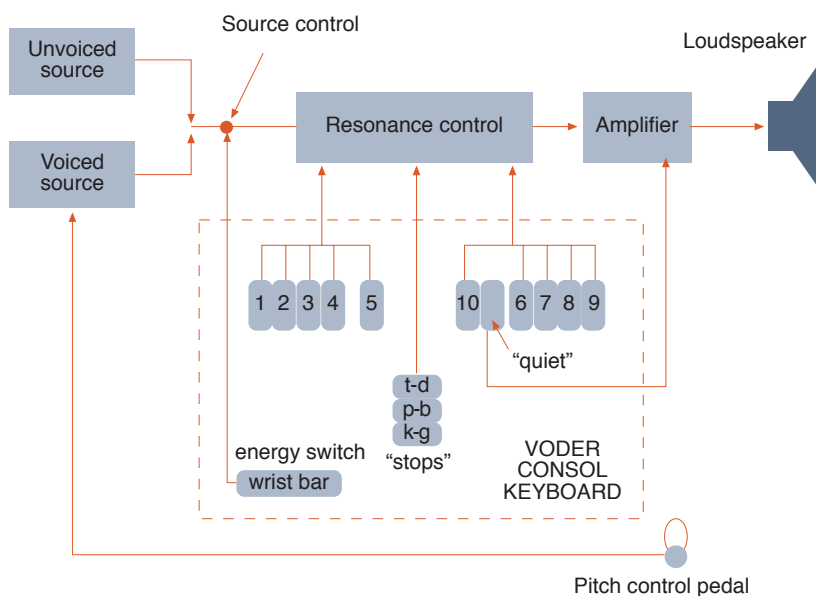 Source control
Loudspeaker
Unvoiced
source
Resonance control
Amplifier
Voiced
source
1 2 3 4 5
10 6 7 8 9
“quiet”
t-d
p-b
k-g
“stops”
energy switch
wrist bar
VODER
CONSOL
KEYBOARD
Pitch control pedal